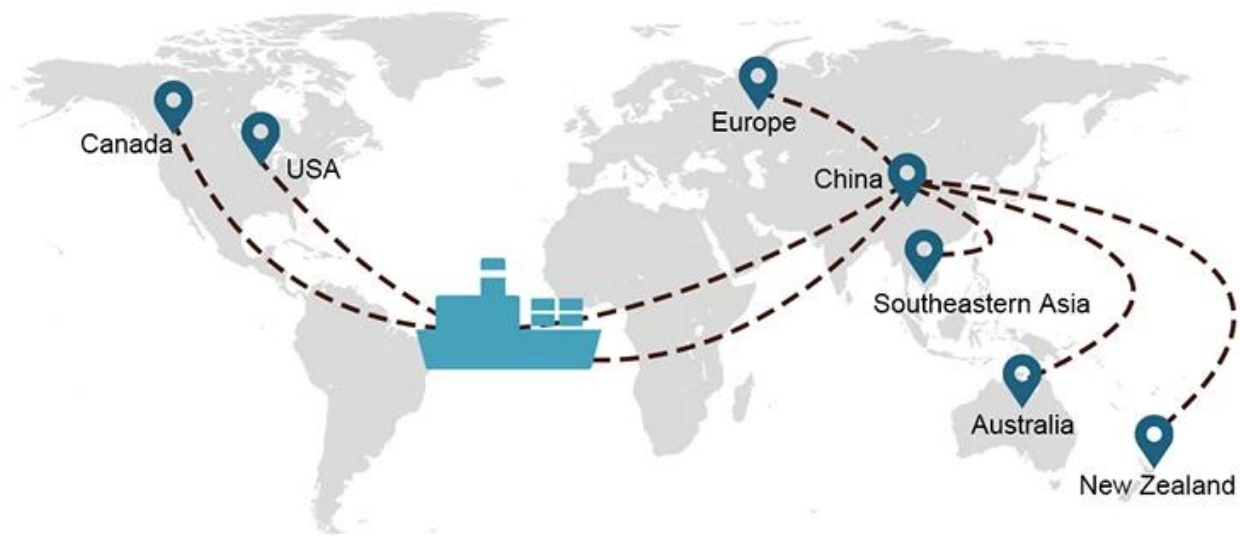 Canada
USA
Europe
China
Southeastern Asia
Australia
New Zealand